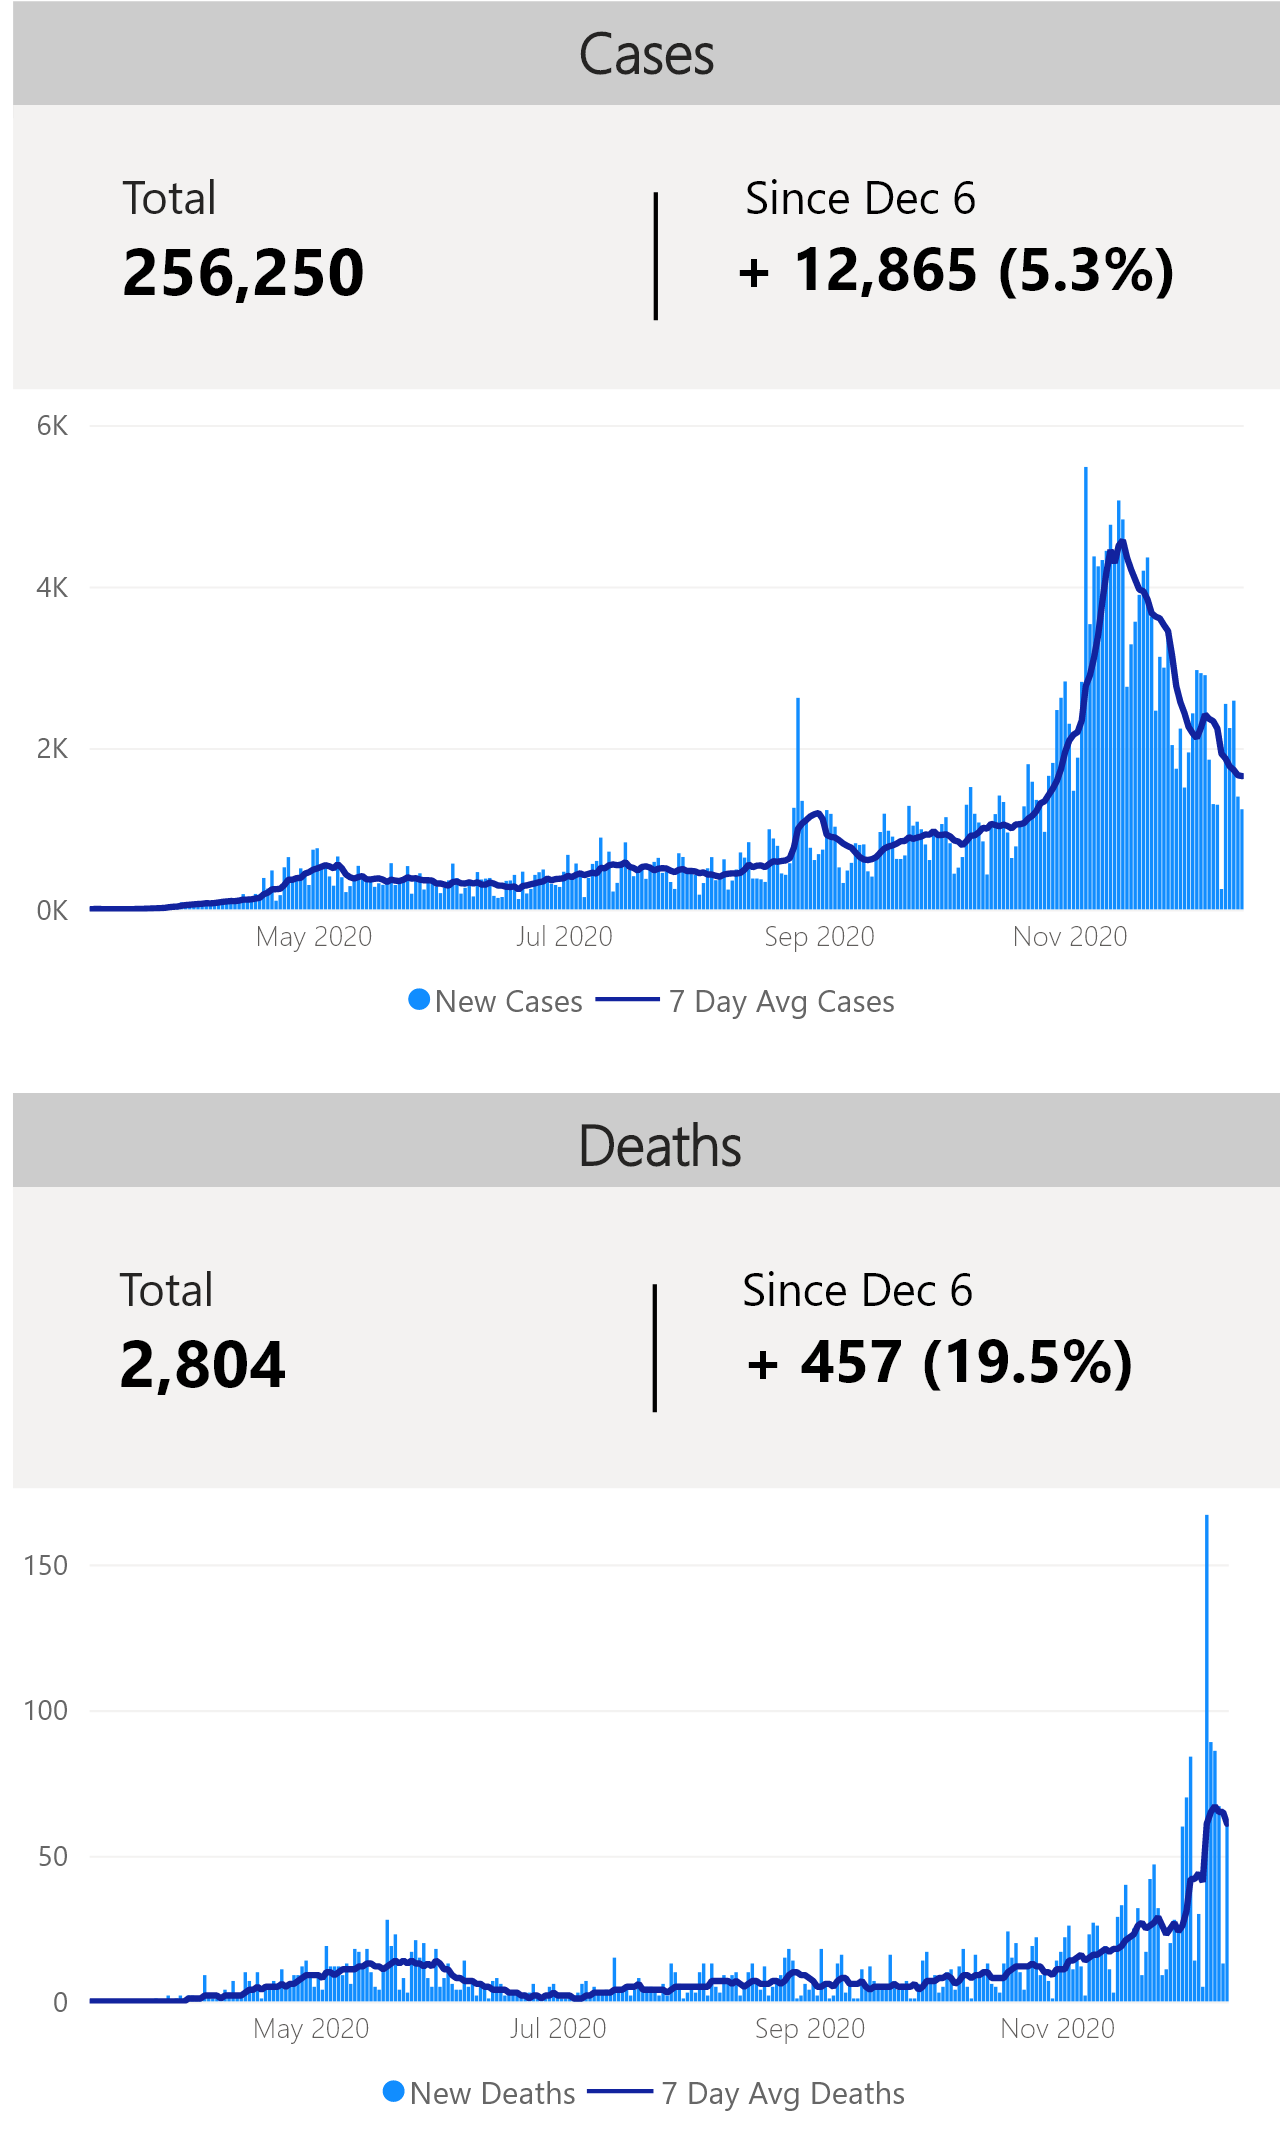 Cases
Total
Since Dec 6
256,250
+ 12,865 (5.3%)
6K
4K
2K
0K
May 2020
Jul 2020
Sep 2020
Nov 2020
New Cases
7 Day Avg Cases
Deaths
Total
Since Dec 6
2,804
+ 457 (19.5%)
150
100
50
0
May 2020
Jul 2020
Sep 2020
Nov 2020
New Deaths
7 Day Avg Deaths